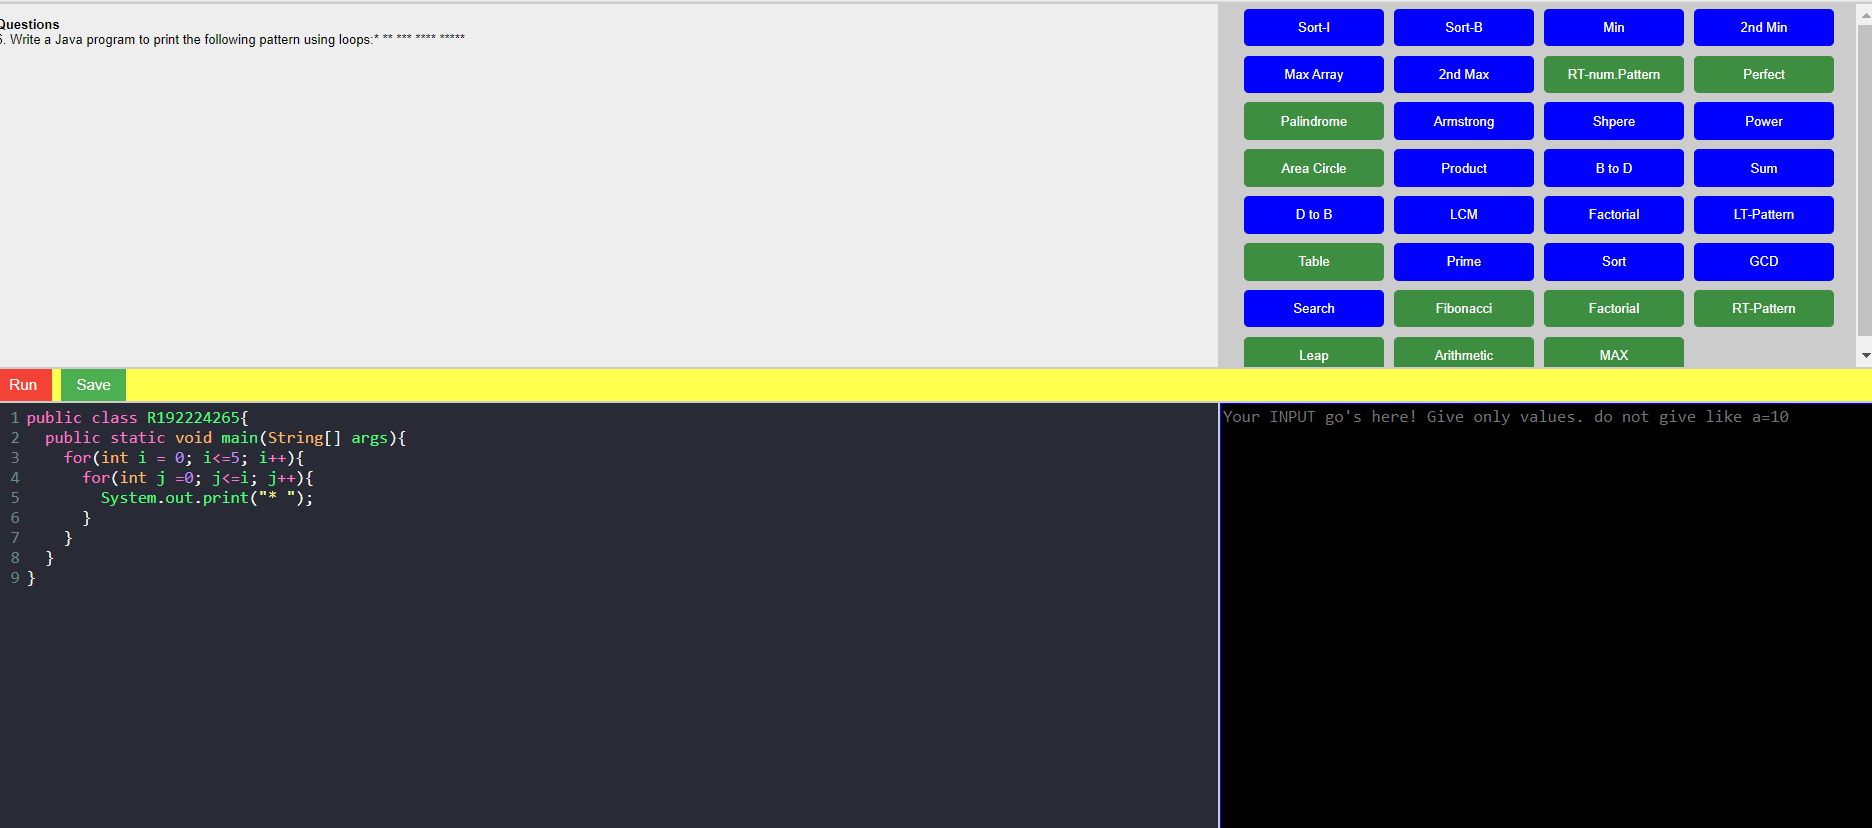 Questions
6. Write a Java program to print the following pattern using loops:* ** *** **** *****
Sort-I Sort-B Min 2nd Min
Max Array 2nd Max RT-num.Pattern Perfect
Palindrome Armstrong Shpere Power
Area Circle Product B to D Sum
D to B LCM Factorial LT-Pattern
Table Prime Sort GCD
Search Fibonacci Factorial RT-Pattern
Leap Arithmetic MAX
Run Save
1 public class R192224265{
2   public static void main(String[] args){
3     for(int i = 0; i<=5; i++){
4       for(int j =0; j<=i; j++){
5         System.out.print("* ");
6       }
7     }
8   }
9 }
Your INPUT go's here! Give only values. do not give like a=10